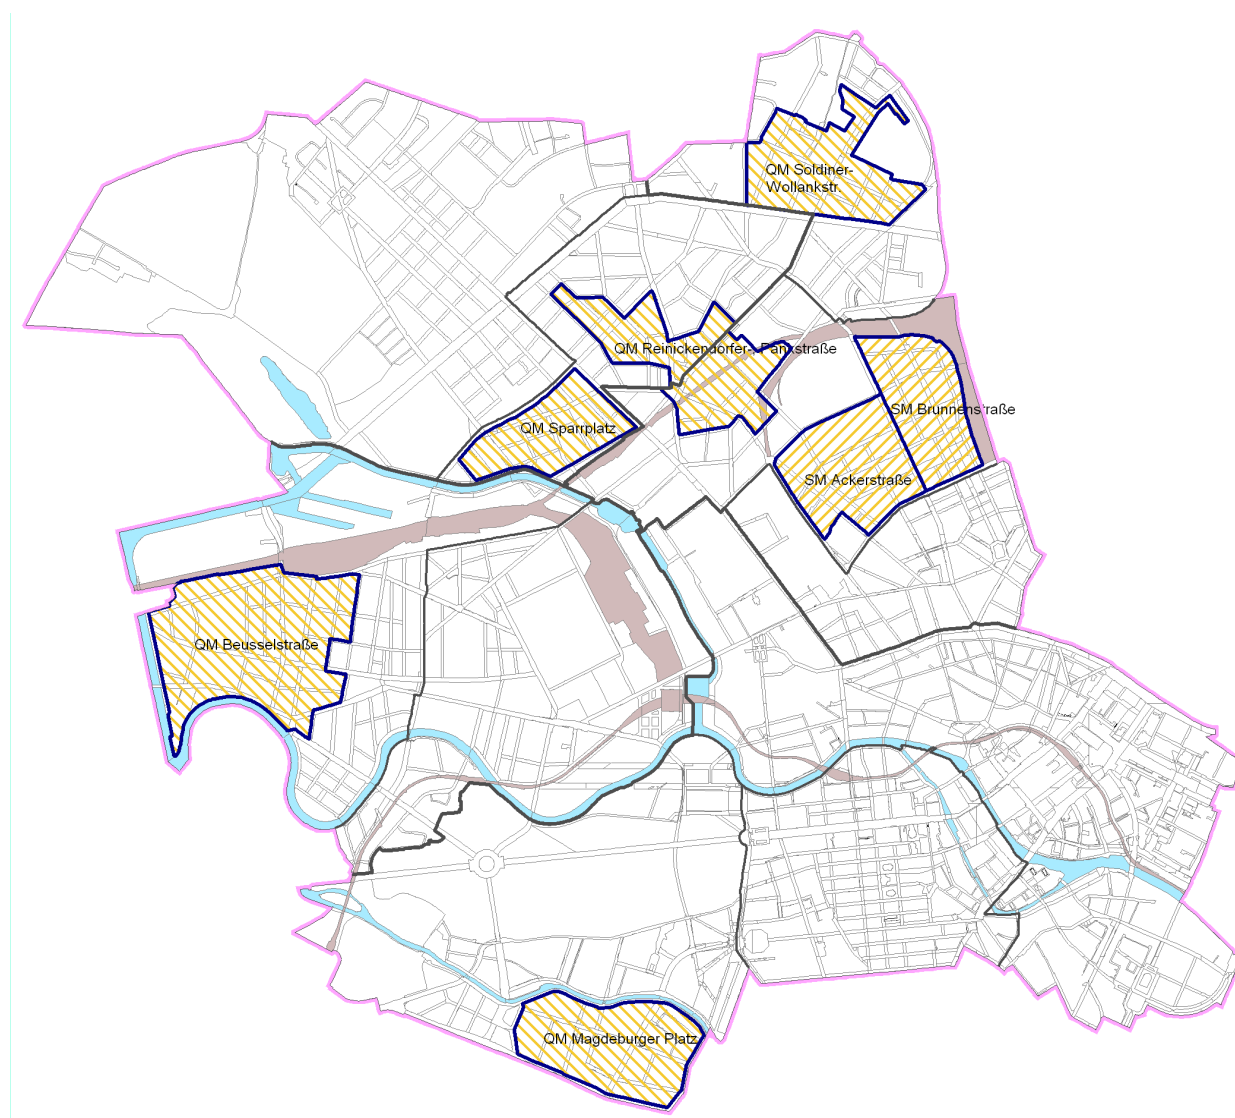 QM Soldiner-
Wollankstr.
QM Reinickendorfer-, Pankstraße
SM Brunnenstraße
QM Sparrplatz
SM Ackerstraße
QM Beusselstraße
QM Magdeburger Platz